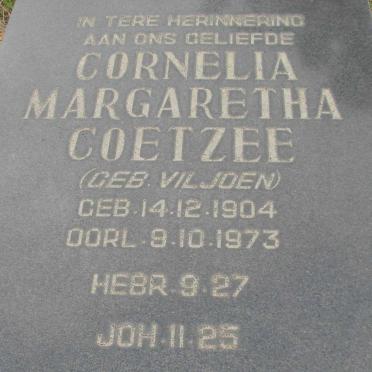 IN TERE HERINNERING
AAN ONS GELIEFDE
CORNELIA
MARGARETHA
COETZEE
(GEB. VILJOEN)
GEB. 14.12.1904
OORL. 9.10.1973
HEBR. 9.27
JOH. 11.25